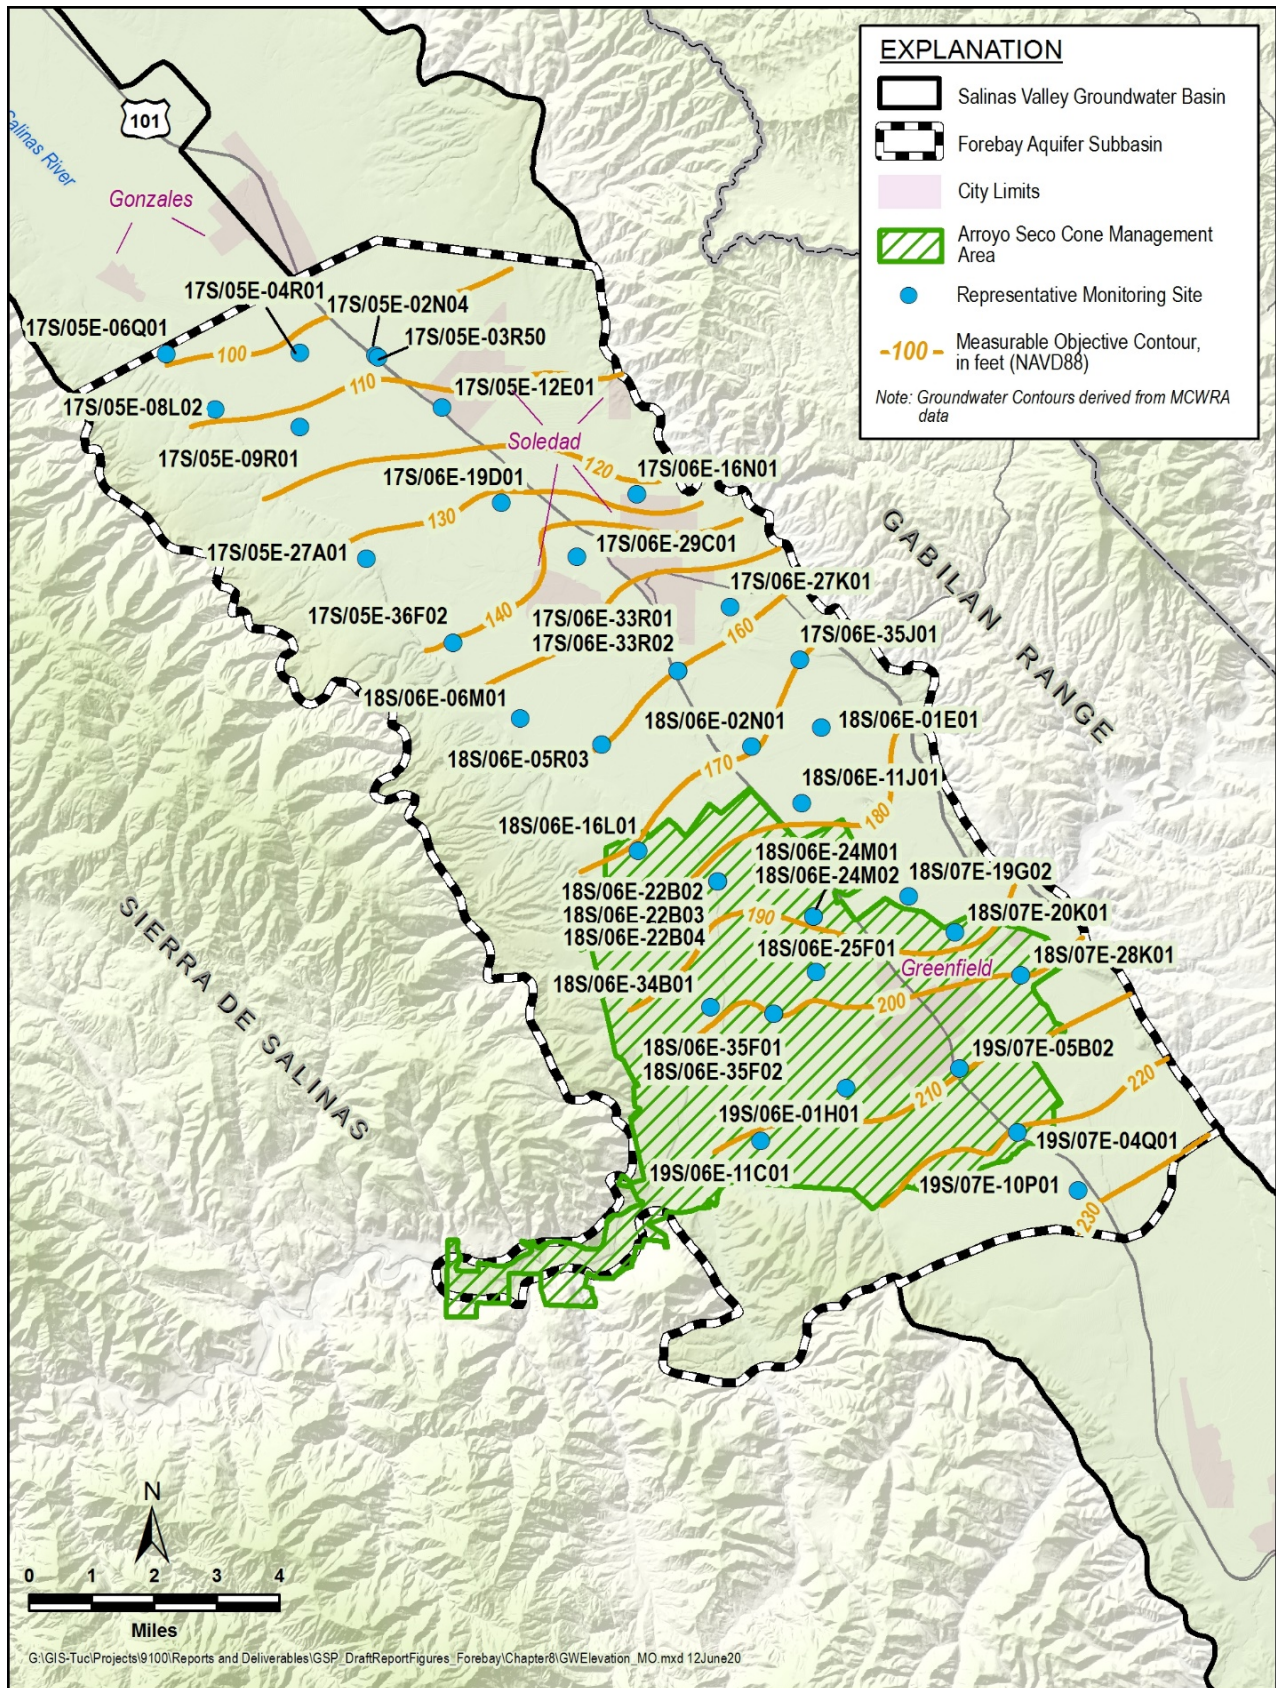 EXPLANATION
Salinas Valley Groundwater Basin
Forebay Aquifer Subbasin
City Limits
Arroyo Seco Cone Management
Area
Representative Monitoring Site
-100- Measurable Objective Contour,
in feet (NAVD88)
Note: Groundwater Contours derived from MCWRA
data
101
Salinas River
Gonzales
17S/05E-04R01
17S/05E-02N04
17S/05E-06Q01
17S/05E-03R50
100
110
17S/05E-12E01
17S/05E-08L02
Soledad
17S/05E-09R01
120
17S/06E-16N01
17S/06E-19D01
130
17S/06E-29C01
17S/05E-27A01
GABILAN RANGE
17S/06E-27K01
140
17S/05E-36F02
17S/06E-33R01
17S/06E-33R02
160
17S/06E-35J01
18S/06E-06M01
18S/06E-02N01
18S/06E-01E01
18S/06E-05R03
170
18S/06E-11J01
180
18S/06E-16L01
18S/06E-24M01
18S/06E-24M02
18S/07E-19G02
18S/06E-22B02
18S/06E-22B03
18S/06E-22B04
190
18S/07E-20K01
18S/06E-25F01
18S/07E-28K01
Greenfield
SIERRA DE SALINAS
18S/06E-34B01
200
18S/06E-35F01
18S/06E-35F02
19S/07E-05B02
210
220
19S/06E-01H01
19S/07E-04Q01
19S/06E-11C01
19S/07E-10P01
230
N
0 1 2 3 4
Miles
G:\GIS-Tuc\Projects\9100\Reports and Deliverables\GSP_DraftReportFigures_Forebay\Chapter8\GWElevation_MO.mxd 12June20